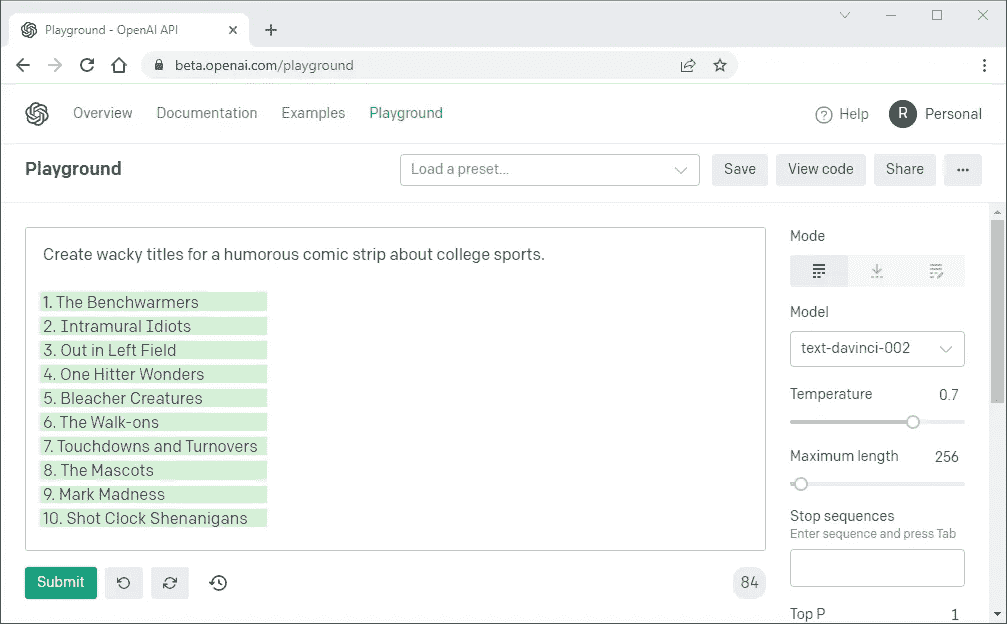 Playground - OpenAI API
beta.openai.com/playground
Overview Documentation Examples Playground Help R Personal
Playground Load a preset... Save View code Share ...
Create wacky titles for a humorous comic strip about college sports.
1. The Benchwarmers
2. Intramural Idiots
3. Out in Left Field
4. One Hitter Wonders
5. Bleacher Creatures
6. The Walk-ons
7. Touchdowns and Turnovers
8. The Mascots
9. Mark Madness
10. Shot Clock Shenanigans
Submit 84
Mode
Model
text-davinci-002
Temperature 0.7
Maximum length 256
Stop sequences
Enter sequence and press Tab
Top P 1